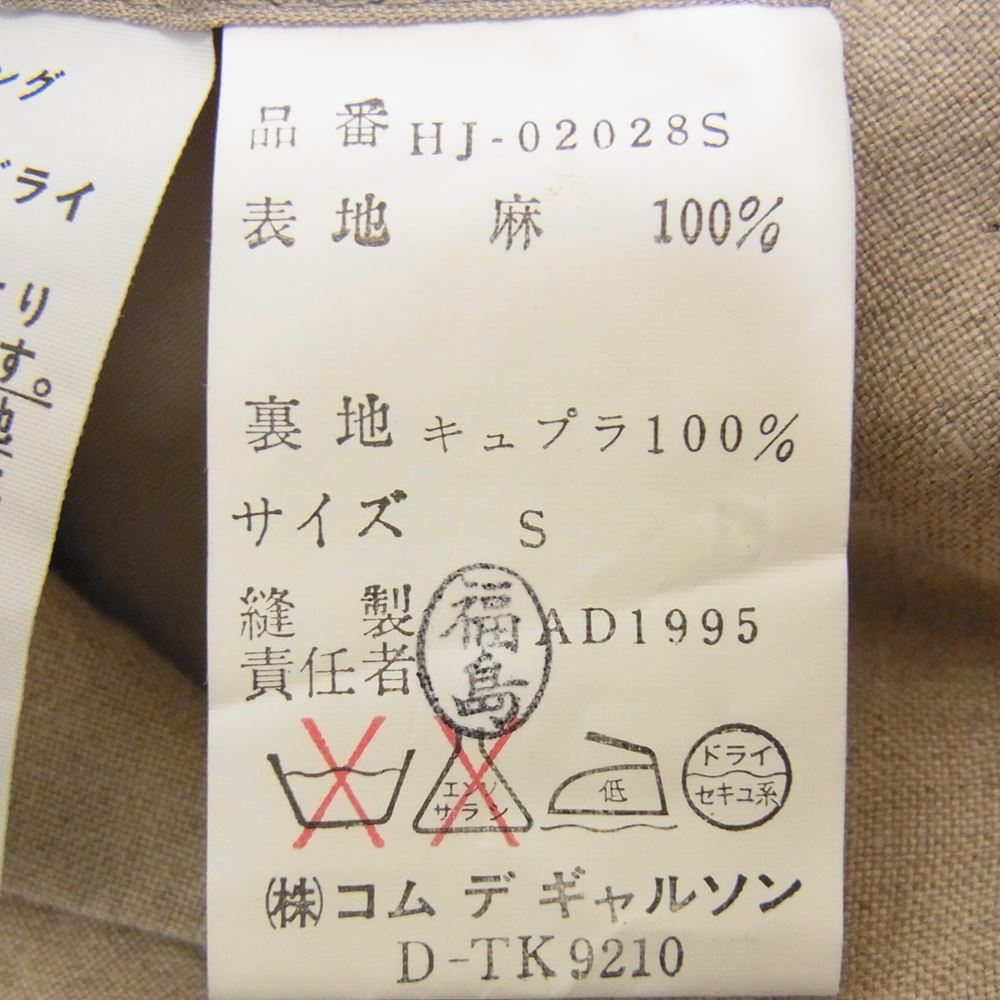 ング
ドライ
り
す。
品番 HJ-02028S
表地 麻 100%
裏地 キュプラ100%
サイズ S
縫製
責任者
福島
AD1995
エンソ
サラシ
低
ドライ
セキユ系
㈱コム デ ギャルソン
D-TK9210